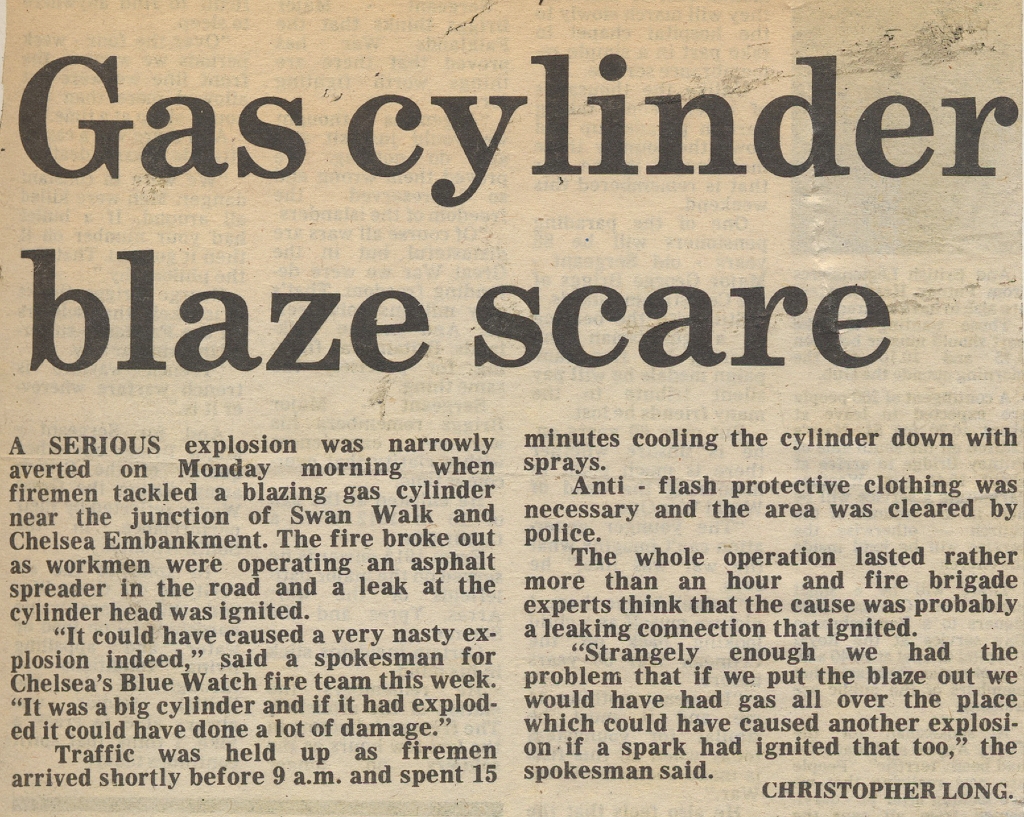 Gas cylinder
blaze scare
A SERIOUS explosion was narrowly
averted on Monday morning when
firemen tackled a blazing gas cylinder
near the junction of Swan Walk and
Chelsea Embankment. The fire broke out
as workmen were operating an asphalt
spreader in the road and a leak at the
cylinder head was ignited.
"It could have caused a very nasty ex-
plosion indeed," said a spokesman for
Chelsea's Blue Watch fire team this week.
"It was a big cylinder and if it had explod-
ed it could have done a lot of damage."
Traffic was held up as firemen
arrived shortly before 9 a.m. and spent 15
minutes cooling the cylinder down with
sprays.
Anti - flash protective clothing was
necessary and the area was cleared by
police.
The whole operation lasted rather
more than an hour and fire brigade
experts think that the cause was probably
a leaking connection that ignited.
"Strangely enough we had the
problem that if we put the blaze out we
would have had gas all over the place
which could have caused another explosi-
on if a spark had ignited that too," the
spokesman said.
CHRISTOPHER LONG.